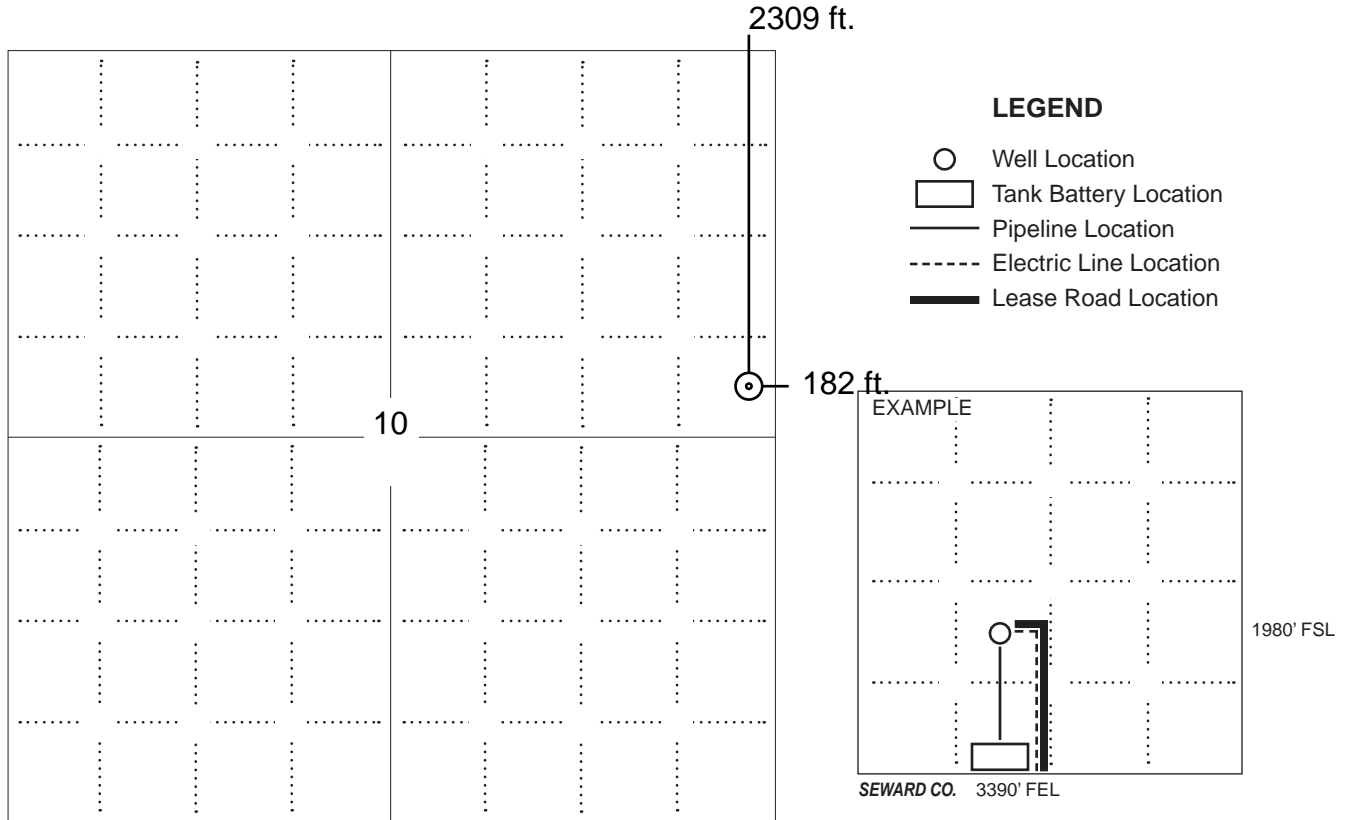 2309 ft.
LEGEND
Well Location
Tank Battery Location
Pipeline Location
Electric Line Location
Lease Road Location
182 ft.
EXAMPLE
10
1980' FSL
SEWARD CO. 3390' FEL